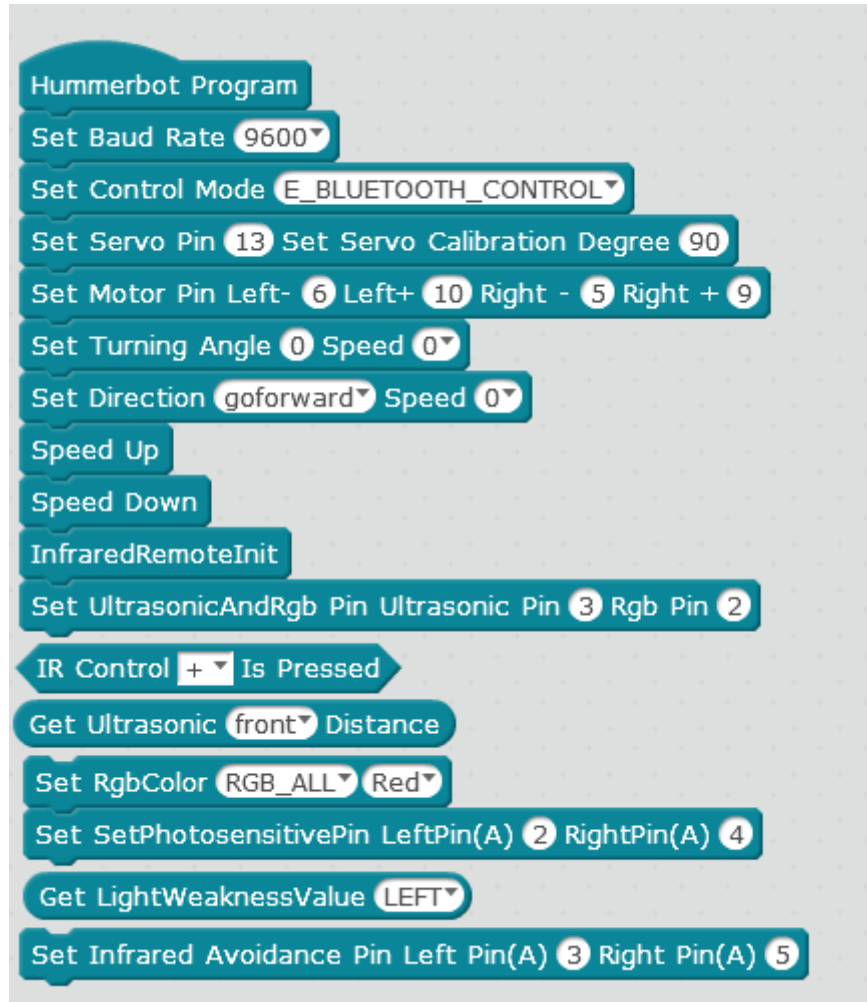 Hummerbot Program
Set Baud Rate 9600
Set Control Mode E_BLUETOOTH_CONTROL
Set Servo Pin 13 Set Servo Calibration Degree 90
Set Motor Pin Left- 6 Left+ 10 Right - 5 Right + 9
Set Turning Angle 0 Speed 0
Set Direction goforward Speed 0
Speed Up
Speed Down
InfraredRemoteInit
Set UltrasonicAndRgb Pin Ultrasonic Pin 3 Rgb Pin 2
IR Control + Is Pressed
Get Ultrasonic front Distance
Set RgbColor RGB_ALL Red
Set SetPhotosensitivePin LeftPin(A) 2 RightPin(A) 4
Get LightWeaknessValue LEFT
Set Infrared Avoidance Pin Left Pin(A) 3 Right Pin(A) 5